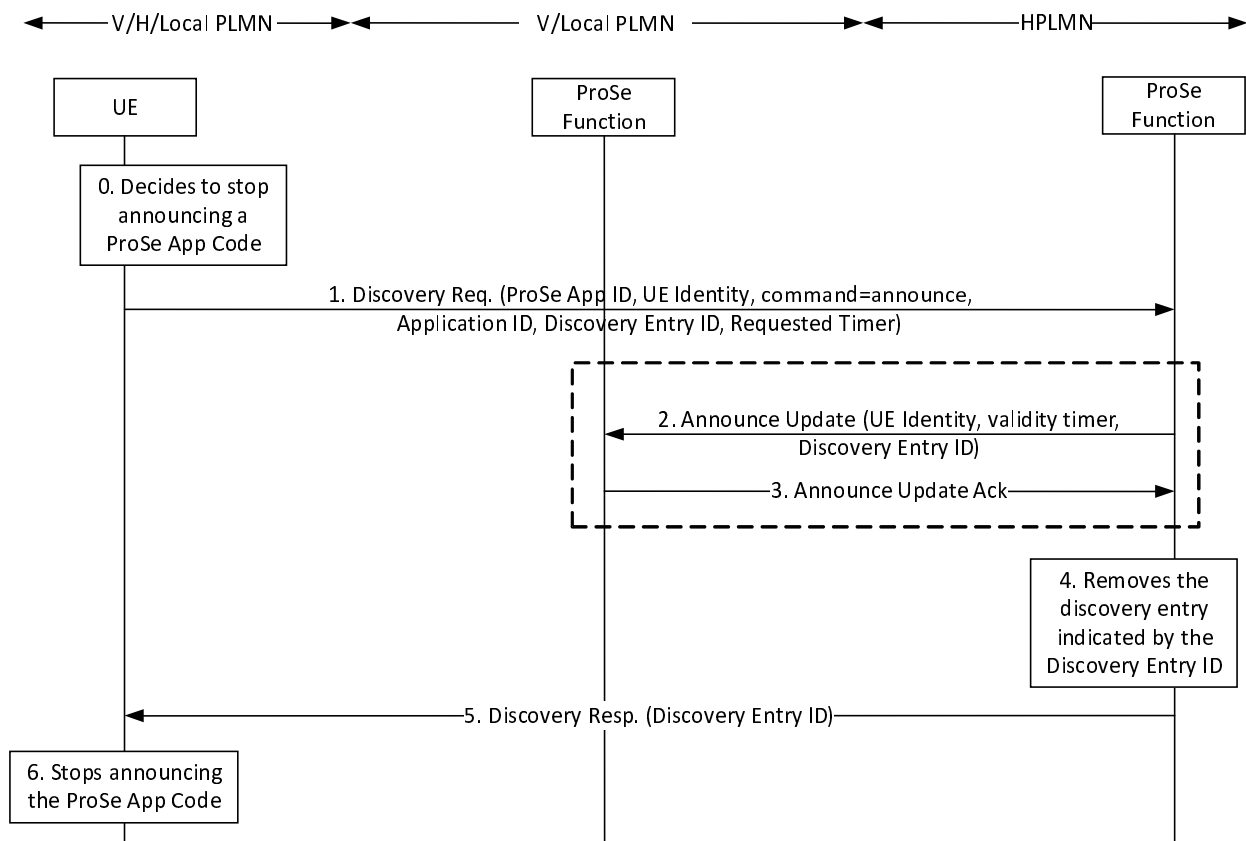 V/H/Local PLMN
V/Local PLMN
HPLMN
UE
ProSe
Function
ProSe
Function
0. Decides to stop
announcing a
ProSe App Code
1. Discovery Req. (ProSe App ID, UE Identity, command=announce,
Application ID, Discovery Entry ID, Requested Timer)
2. Announce Update (UE Identity, validity timer,
Discovery Entry ID)
3. Announce Update Ack
4. Removes the
discovery entry
indicated by the
Discovery Entry ID
5. Discovery Resp. (Discovery Entry ID)
6. Stops announcing
the ProSe App Code